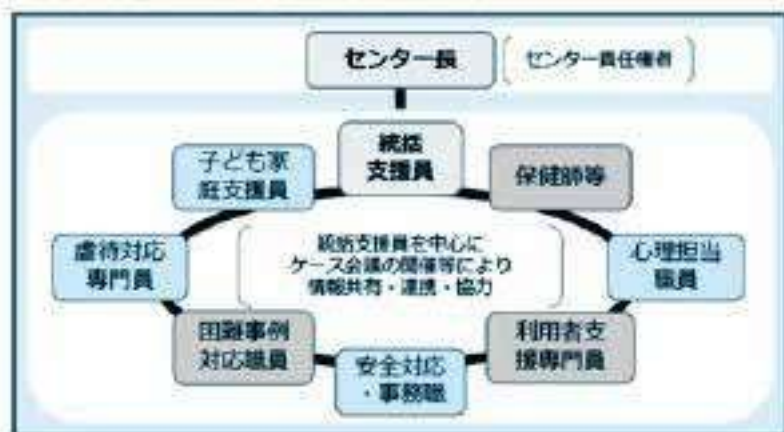 センター長
センター責任権者
統括
支援員
子ども家
庭支援員
保健師等
虐待対応
専門員
統括支援員を中心に
ケース会議の開催等により
情報共有・連携・協力
心理担当
職員
困難事例
対応職員
利用者支
援専門員
安全対応
・事務職